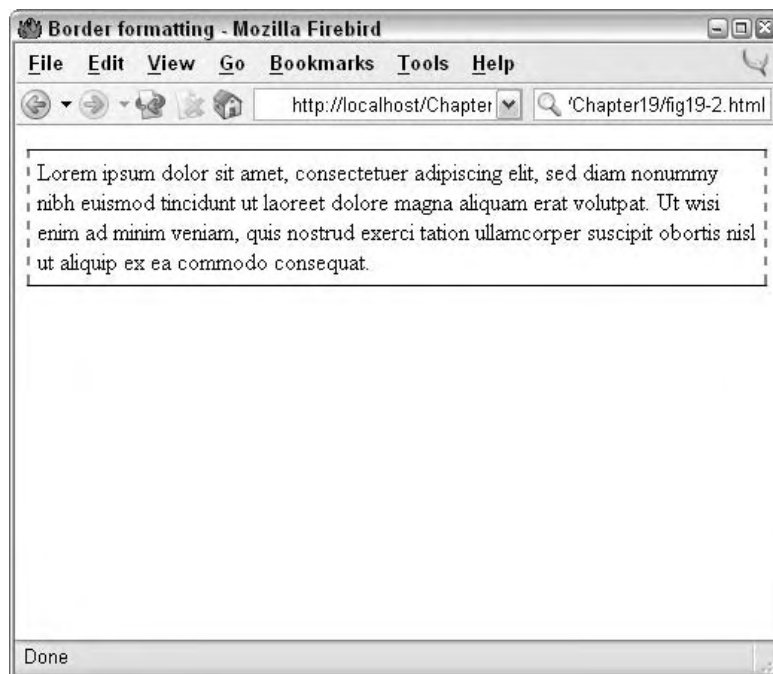 Border formatting - Mozilla Firebird
File Edit View Go Bookmarks Tools Help
http://localhost/Chapter 'Chapter19/fig19-2.html
Lorem ipsum dolor sit amet, consectetuer adipiscing elit, sed diam nonummy
nibh euismod tincidunt ut laoreet dolore magna aliquam erat volutpat. Ut wisi
enim ad minim veniam, quis nostrud exerci tation ullamcorper suscipit obortis nisl
ut aliquip ex ea commodo consequat.
Done